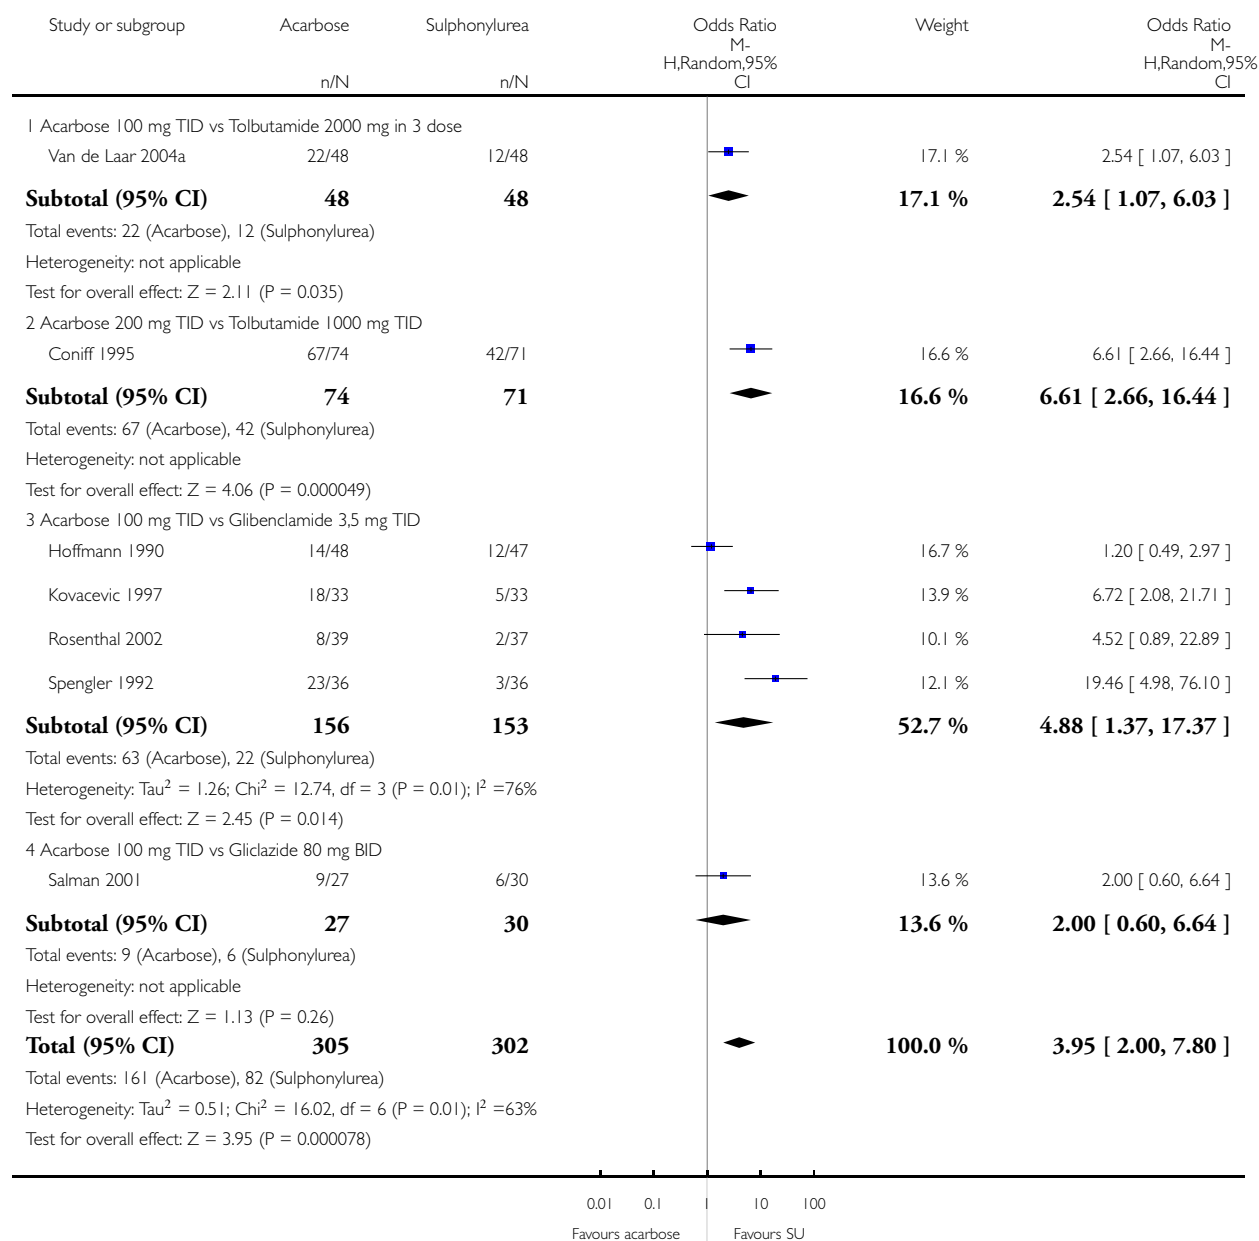 Study or subgroup Acarbose Sulphonylurea Odds Ratio Weight Odds Ratio
M- M-
H,Random,95% H,Random,95%
n/N n/N CI CI
1 Acarbose 100 mg TID vs Tolbutamide 2000 mg in 3 dose
Van de Laar 2004a 22/48 12/48 17.1 % 2.54 [ 1.07, 6.03 ]
Subtotal (95% CI) 48 48 17.1 % 2.54 [ 1.07, 6.03 ]
Total events: 22 (Acarbose), 12 (Sulphonylurea)
Heterogeneity: not applicable
Test for overall effect: Z = 2.11 (P = 0.035)
2 Acarbose 200 mg TID vs Tolbutamide 1000 mg TID
Coniff 1995 67/74 42/71 16.6 % 6.61 [ 2.66, 16.44 ]
Subtotal (95% CI) 74 71 16.6 % 6.61 [ 2.66, 16.44 ]
Total events: 67 (Acarbose), 42 (Sulphonylurea)
Heterogeneity: not applicable
Test for overall effect: Z = 4.06 (P = 0.000049)
3 Acarbose 100 mg TID vs Glibenclamide 3,5 mg TID
Hoffmann 1990 14/48 12/47 16.7 % 1.20 [ 0.49, 2.97 ]
Kovacevic 1997 18/33 5/33 13.9 % 6.72 [ 2.08, 21.71 ]
Rosenthal 2002 8/39 2/37 10.1 % 4.52 [ 0.89, 22.89 ]
Spengler 1992 23/36 3/36 12.1 % 19.46 [ 4.98, 76.10 ]
Subtotal (95% CI) 156 153 52.7 % 4.88 [ 1.37, 17.37 ]
Total events: 63 (Acarbose), 22 (Sulphonylurea)
Heterogeneity: Tau² = 1.26; Chi² = 12.74, df = 3 (P = 0.01); I² =76%
Test for overall effect: Z = 2.45 (P = 0.014)
4 Acarbose 100 mg TID vs Gliclazide 80 mg BID
Salman 2001 9/27 6/30 13.6 % 2.00 [ 0.60, 6.64 ]
Subtotal (95% CI) 27 30 13.6 % 2.00 [ 0.60, 6.64 ]
Total events: 9 (Acarbose), 6 (Sulphonylurea)
Heterogeneity: not applicable
Test for overall effect: Z = 1.13 (P = 0.26)
Total (95% CI) 305 302 100.0 % 3.95 [ 2.00, 7.80 ]
Total events: 161 (Acarbose), 82 (Sulphonylurea)
Heterogeneity: Tau² = 0.51; Chi² = 16.02, df = 6 (P = 0.01); I² =63%
Test for overall effect: Z = 3.95 (P = 0.000078)
0.01 0.1 1 10 100
Favours acarbose Favours SU